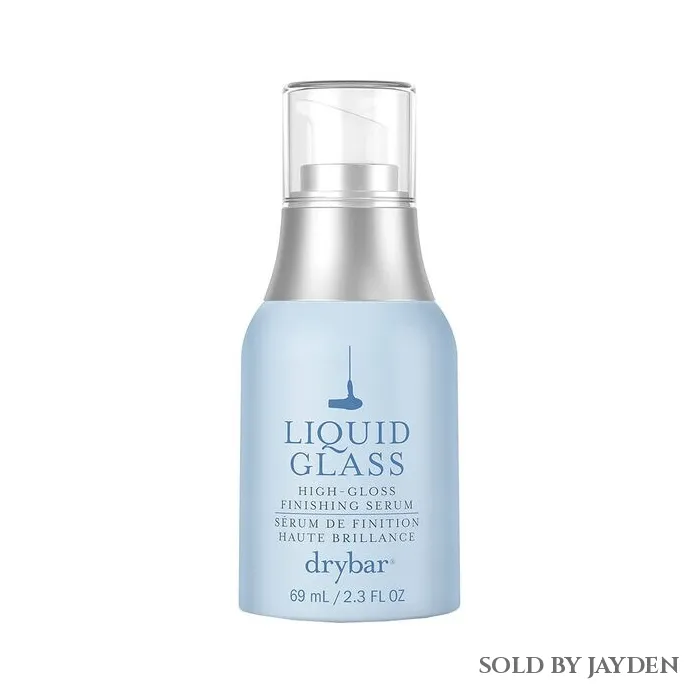 LIQUID
GLASS
HIGH-GLOSS
FINISHING SERUM
SÉRUM DE FINITION
HAUTE BRILLANCE
drybar®
69 mL / 2.3 FL OZ
SOLD BY JAYDEN